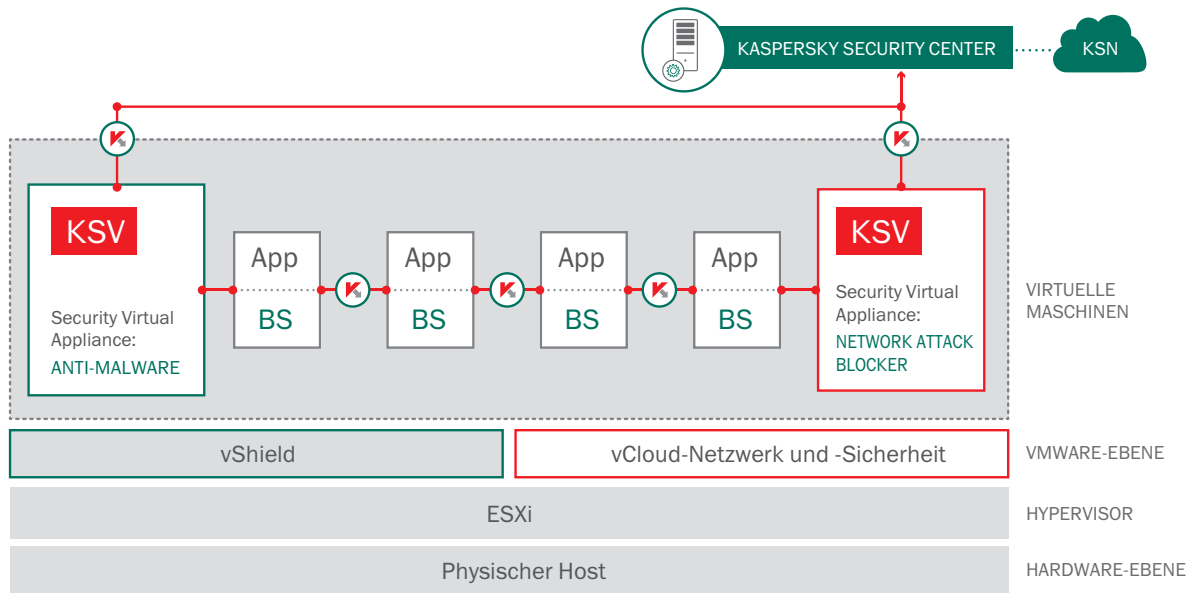 KASPERSKY SECURITY CENTER
KSN
KSV
Security Virtual
Appliance:
ANTI-MALWARE
App
BS
App
BS
App
BS
App
BS
KSV
Security Virtual
Appliance:
NETWORK ATTACK
BLOCKER
VIRTUELLE
MASCHINEN
vShield
vCloud-Netzwerk und -Sicherheit
VMWARE-EBENE
ESXi
HYPERVISOR
Physischer Host
HARDWARE-EBENE